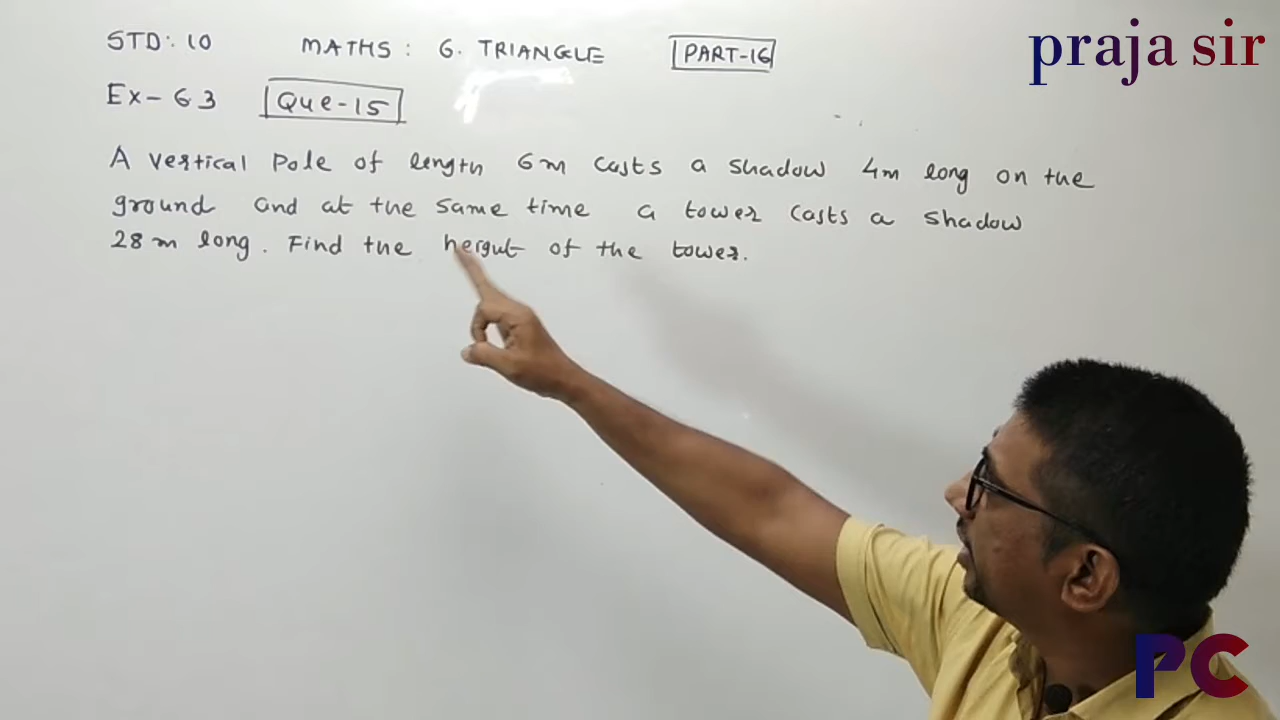 STD: 10 MATHS: 6. TRIANGLE PART-16 praja sir
Ex-6.3 Que-15
A vertical Pole of length 6m casts a shadow 4m long on the
ground and at the same time a tower casts a shadow
28 m long. Find the height of the tower.
PC